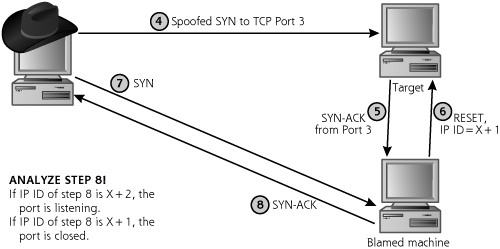 4 Spoofed SYN to TCP Port 3
Target
7 SYN
5
SYN-ACK
from Port 3
6 RESET,
IP ID = X + 1
8 SYN-ACK
Blamed machine
ANALYZE STEP 8!
If IP ID of step 8 is X + 2, the
port is listening.
If IP ID of step 8 is X + 1, the
port is closed.